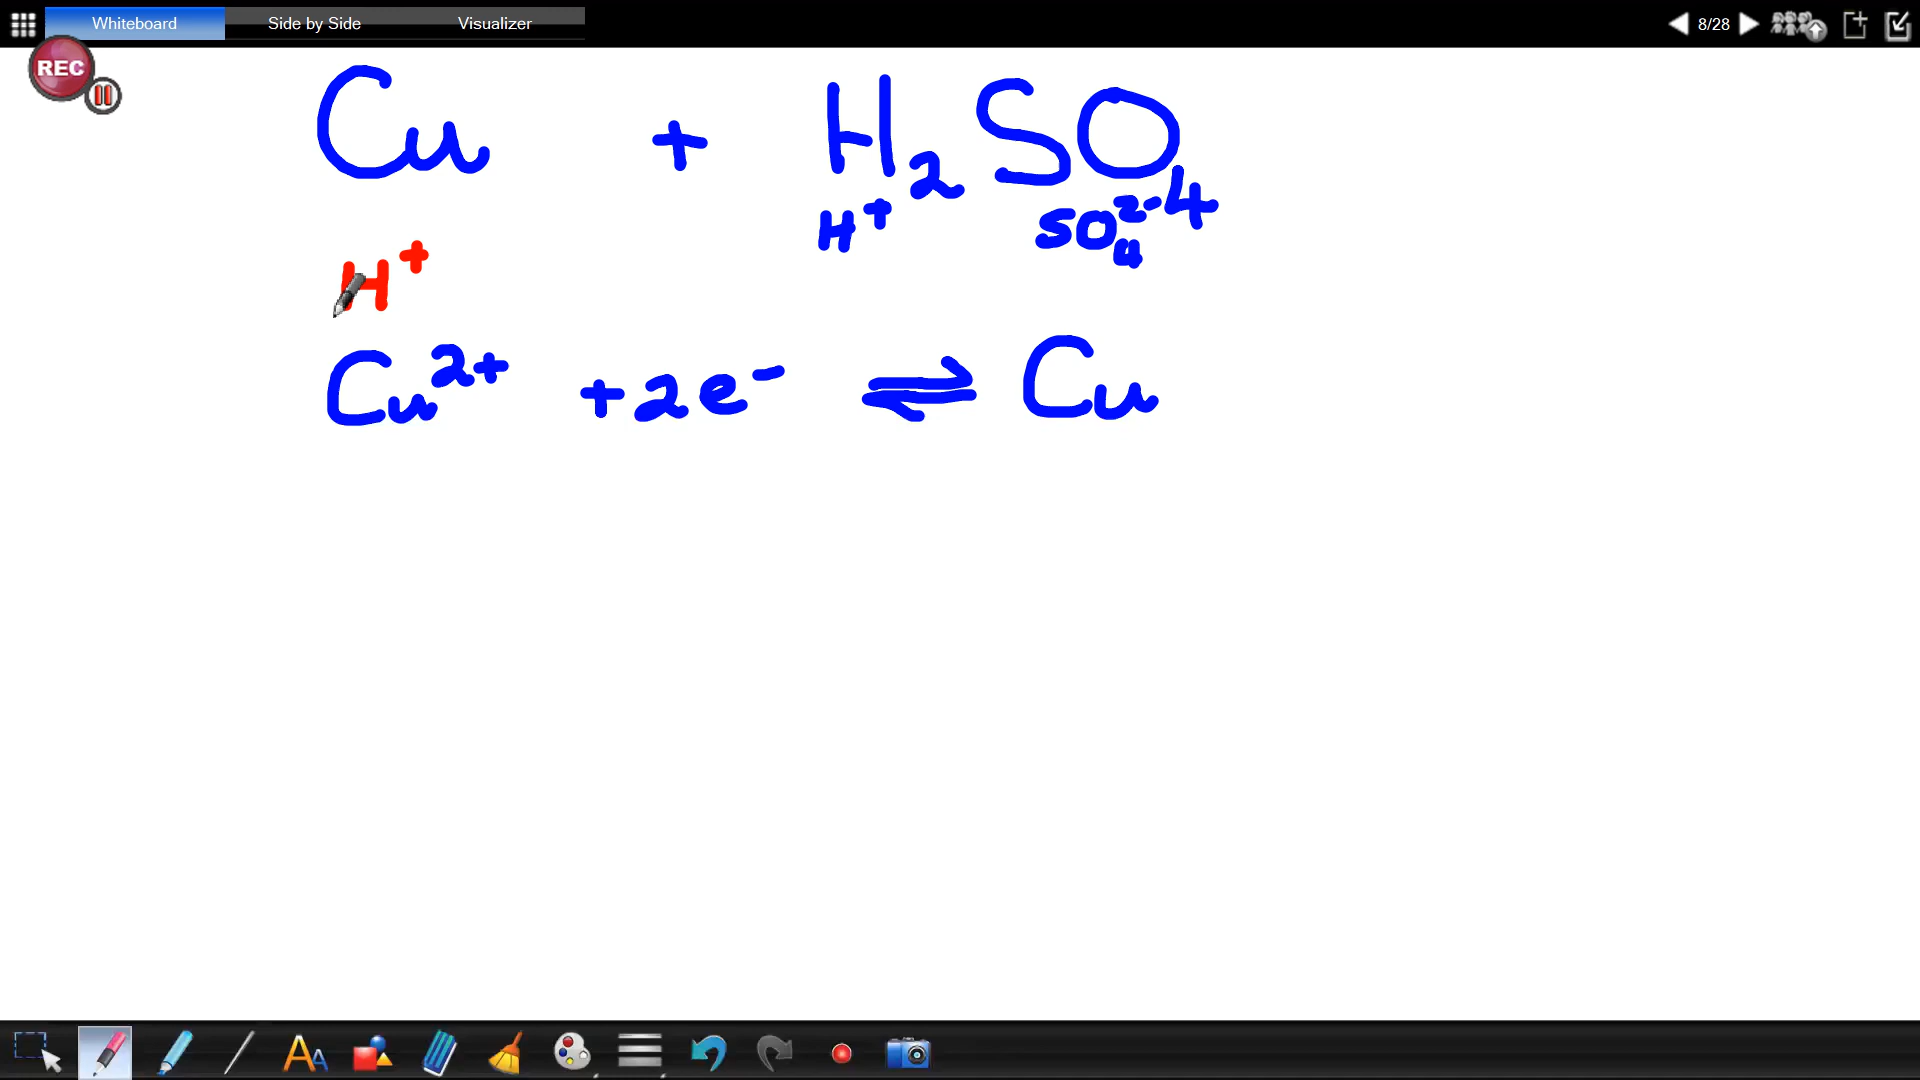 Whiteboard Side by Side Visualizer 8/28
REC
Cu + H₂SO₄
H⁺ SO₄²⁻
H⁺
Cu²⁺ +2e⁻ ⇌ Cu